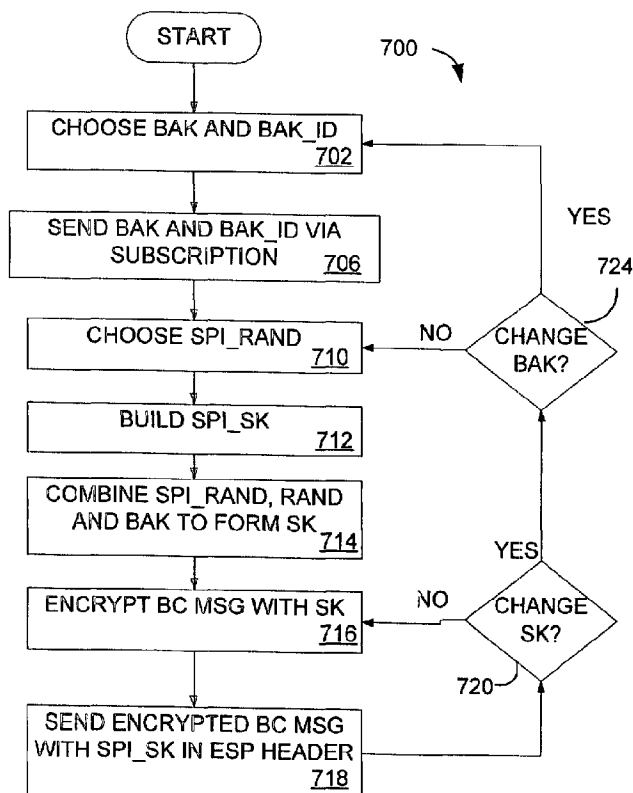 START
700
CHOOSE BAK AND BAK_ID
702
SEND BAK AND BAK_ID VIA
SUBSCRIPTION
706
YES
724
CHOOSE SPI_RAND
710
NO
CHANGE
BAK?
BUILD SPI_SK
712
COMBINE SPI_RAND, RAND
AND BAK TO FORM SK
714
YES
ENCRYPT BC MSG WITH SK
716
NO
CHANGE
SK?
720
SEND ENCRYPTED BC MSG
WITH SPI_SK IN ESP HEADER
718